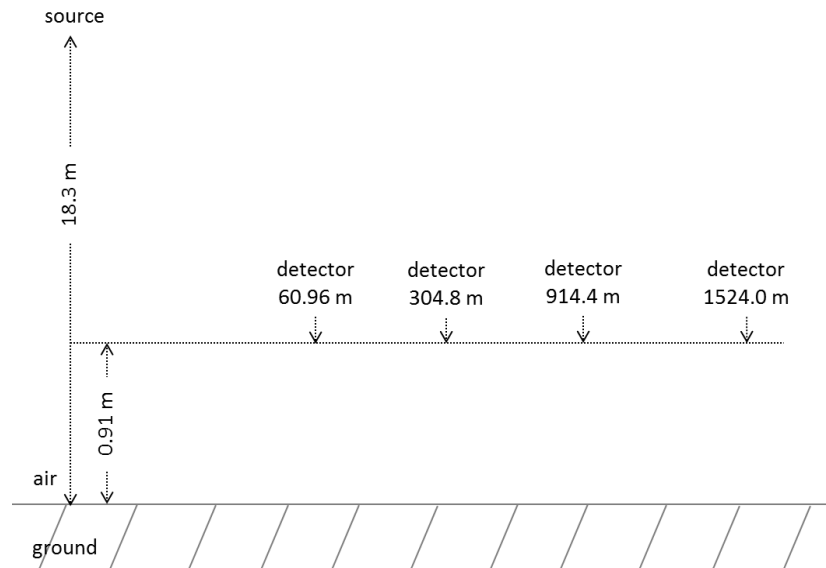 source
18.3 m
detector
60.96 m
detector
304.8 m
detector
914.4 m
detector
1524.0 m
0.91 m
air
ground